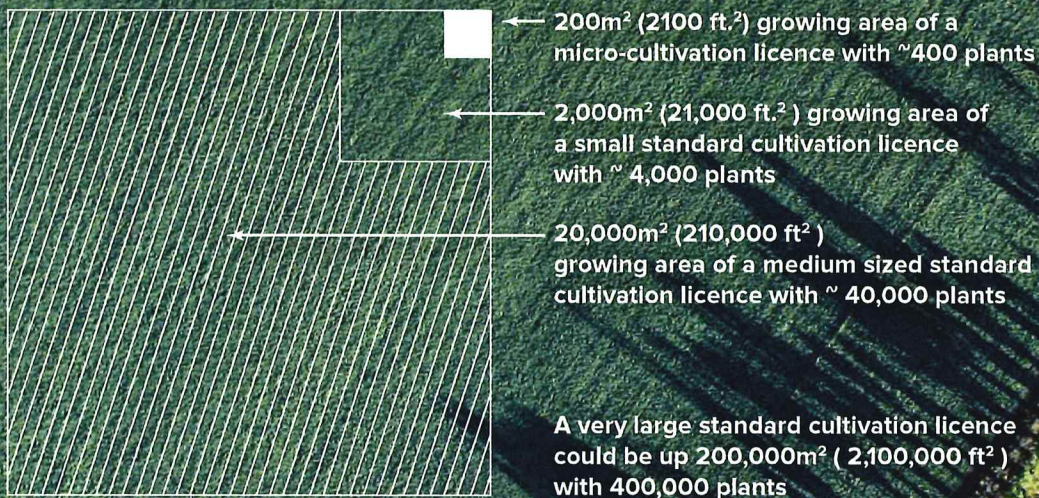 200m² (2100 ft.²) growing area of a
micro-cultivation licence with ~400 plants
2,000m² (21,000 ft.² ) growing area of
a small standard cultivation licence
with ~ 4,000 plants
20,000m² (210,000 ft² )
growing area of a medium sized standard
cultivation licence with ~ 40,000 plants
A very large standard cultivation licence
could be up 200,000m² ( 2,100,000 ft² )
with 400,000 plants